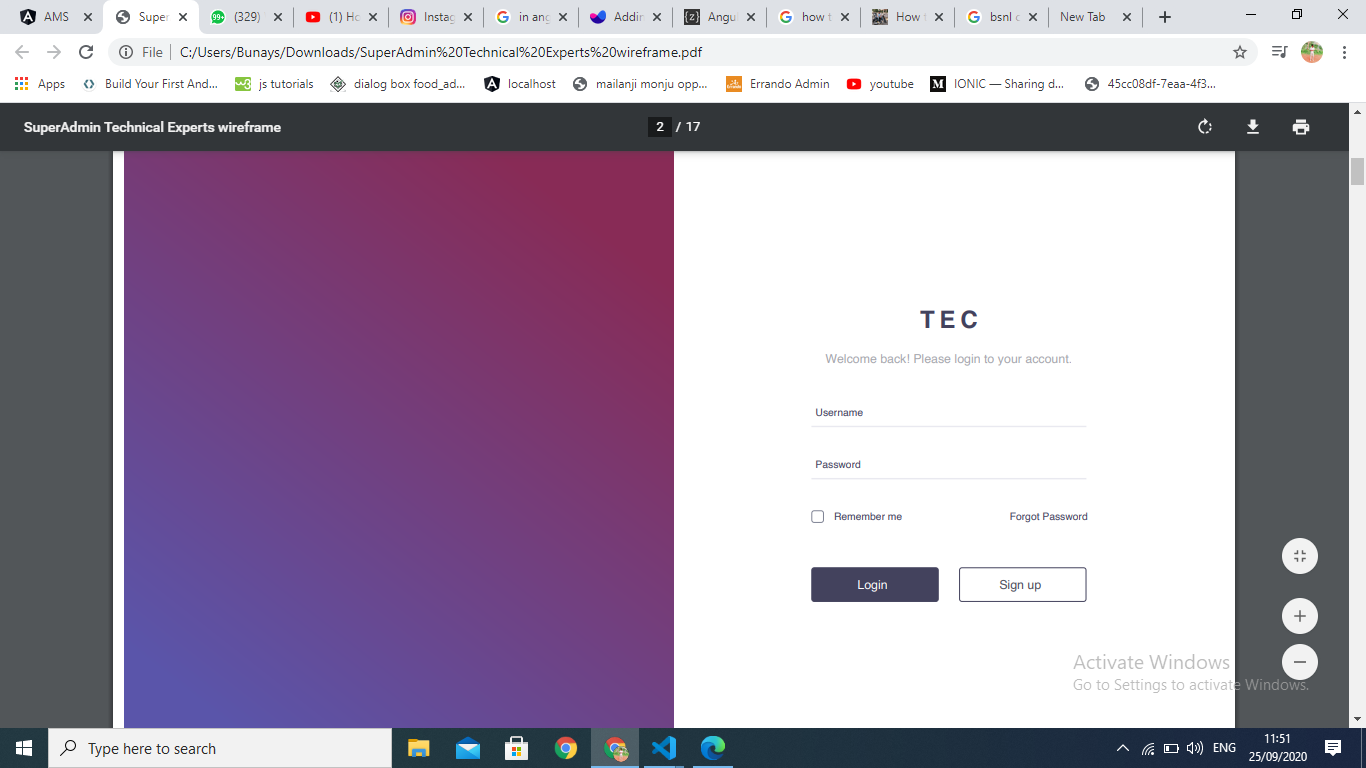 AMS
Super
(329)
(1) Ho
Instag
in ang
Addin
Angul
how t
How t
bsnl c
New Tab
File
C:/Users/Bunays/Downloads/SuperAdmin%20Technical%20Experts%20wireframe.pdf
Apps
Build Your First And...
js tutorials
dialog box food_ad...
localhost
mailanji monju opp...
Errando Admin
youtube
IONIC — Sharing d...
45cc08df-7eaa-4f3...
SuperAdmin Technical Experts wireframe
2 / 17
TEC
Welcome back! Please login to your account.
Username
Password
Remember me
Forgot Password
Login
Sign up
Activate Windows
Go to Settings to activate Windows.
Type here to search
ENG
11:51
25/09/2020